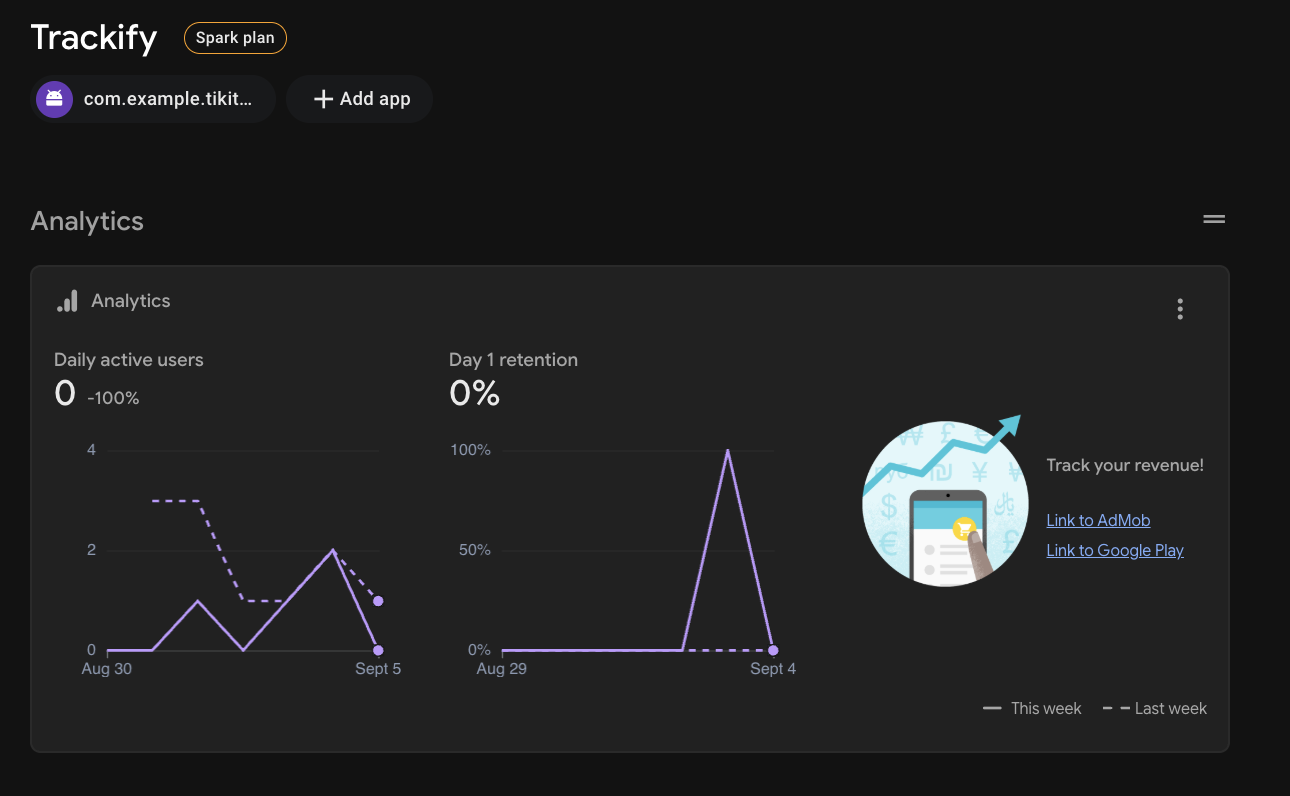 Trackify
Spark plan
com.example.tikit...
Add app
Analytics
Analytics
Daily active users
0 -100%
4
2
0
Aug 30
Sept 5
Day 1 retention
0%
100%
50%
0%
Aug 29
Sept 4
Track your revenue!
Link to AdMob
Link to Google Play
This week
Last week